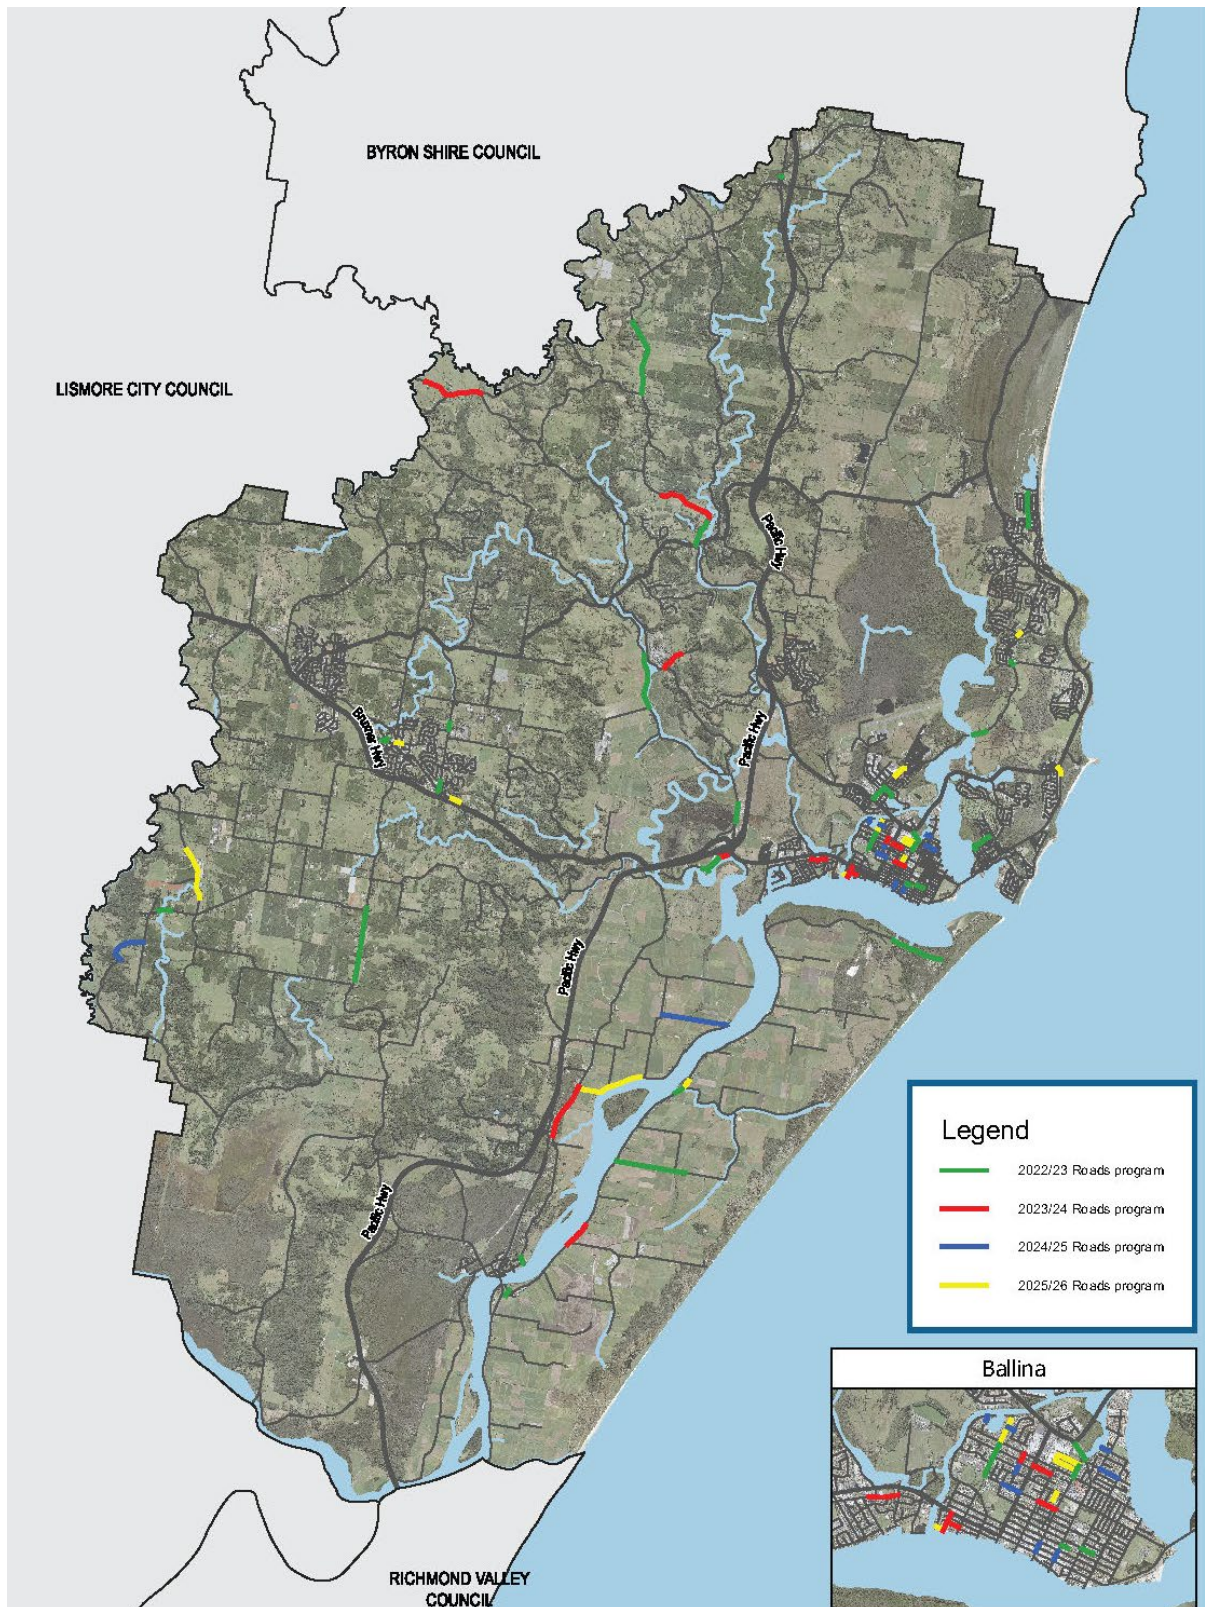 BYRON SHIRE COUNCIL
LISMORE CITY COUNCIL
Pacific Hwy
Bruxner Hwy
Pacific Hwy
Pacific Hwy
Pacific Hwy
Legend
2022/23 Roads program
2023/24 Roads program
2024/25 Roads program
2025/26 Roads program
Ballina
RICHMOND VALLEY
COUNCIL